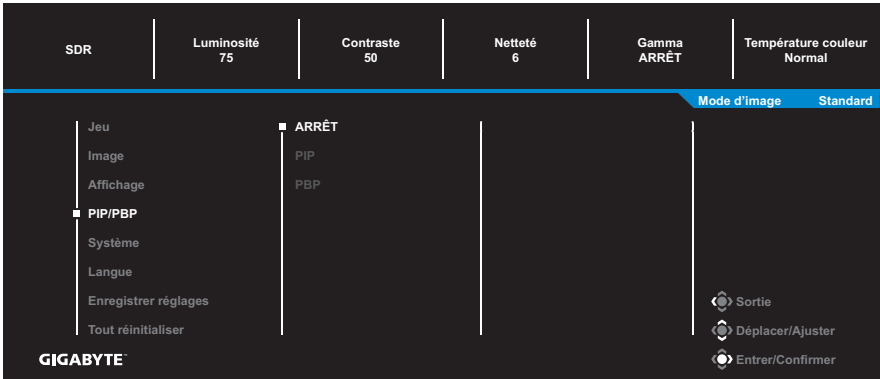 SDR
Luminosité
75
Contraste
50
Netteté
6
Gamma
ARRÊT
Température couleur
Normal
Mode d'image Standard
Jeu
Image
Affichage
PIP/PBP
Système
Langue
Enregistrer réglages
Tout réinitialiser
ARRÊT
PIP
PBP
Sortie
Déplacer/Ajuster
Entrer/Confirmer
GIGABYTE™